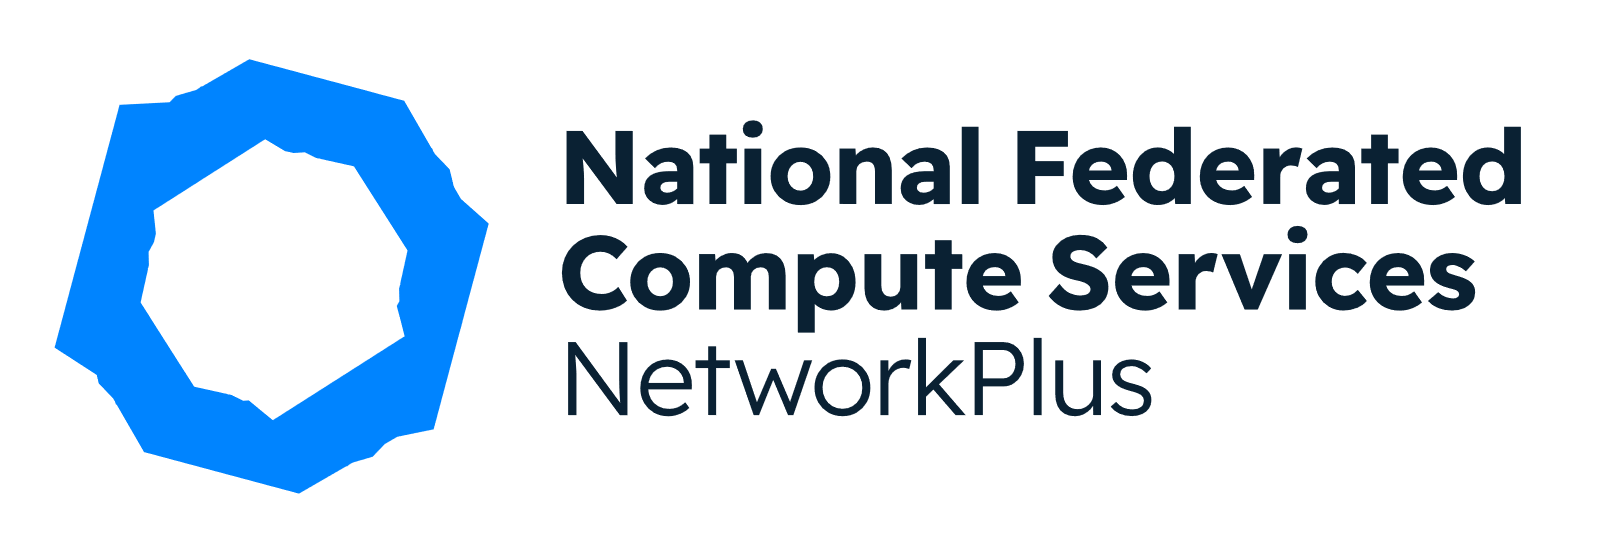 National Federated
Compute Services
NetworkPlus